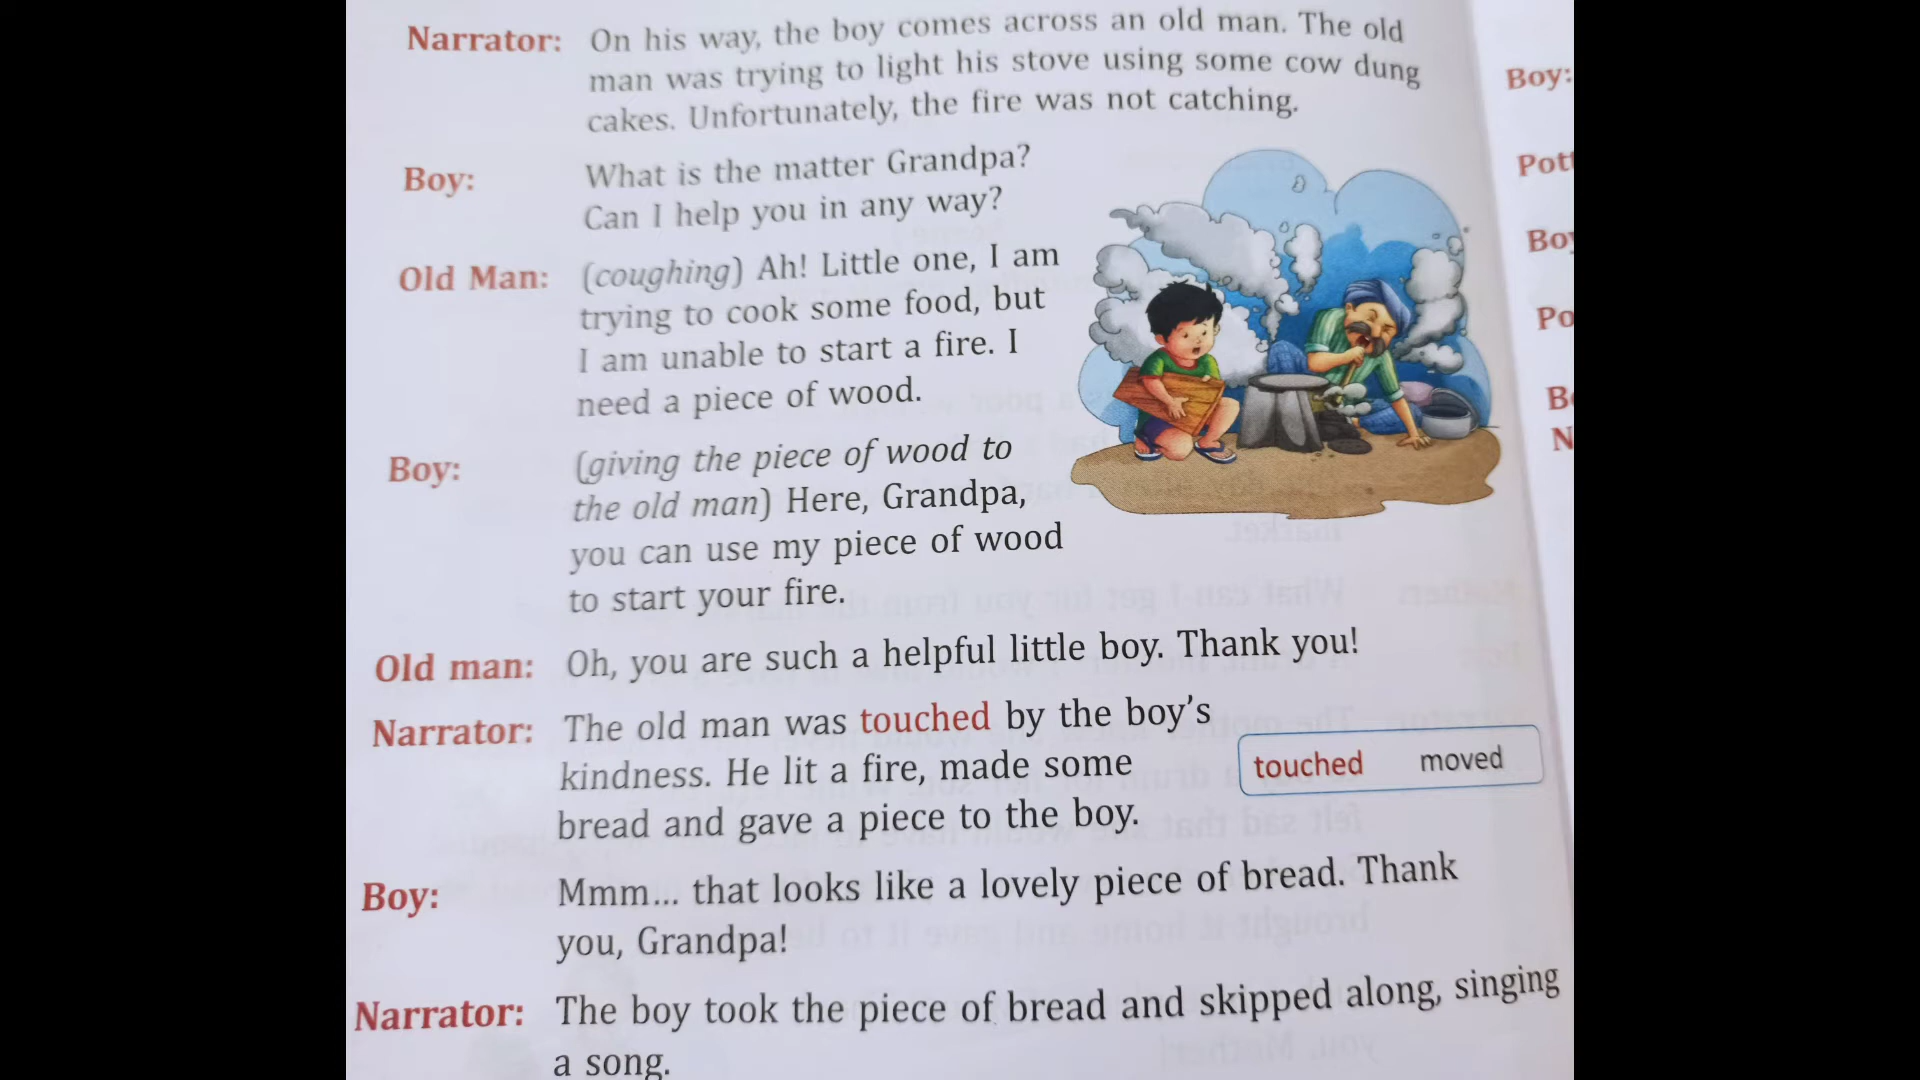 Narrator: On his way, the boy comes across an old man. The old
man was trying to light his stove using some cow dung
cakes. Unfortunately, the fire was not catching.
Boy: What is the matter Grandpa?
Can I help you in any way?
Old Man: (coughing) Ah! Little one, I am
trying to cook some food, but
I am unable to start a fire. I
need a piece of wood.
Boy: (giving the piece of wood to
the old man) Here, Grandpa,
you can use my piece of wood
to start your fire.
Old man: Oh, you are such a helpful little boy. Thank you!
Narrator: The old man was touched by the boy's
kindness. He lit a fire, made some
bread and gave a piece to the boy.
touched moved
Boy: Mmm... that looks like a lovely piece of bread. Thank
you, Grandpa!
Narrator: The boy took the piece of bread and skipped along, singing
a song.
Boy: